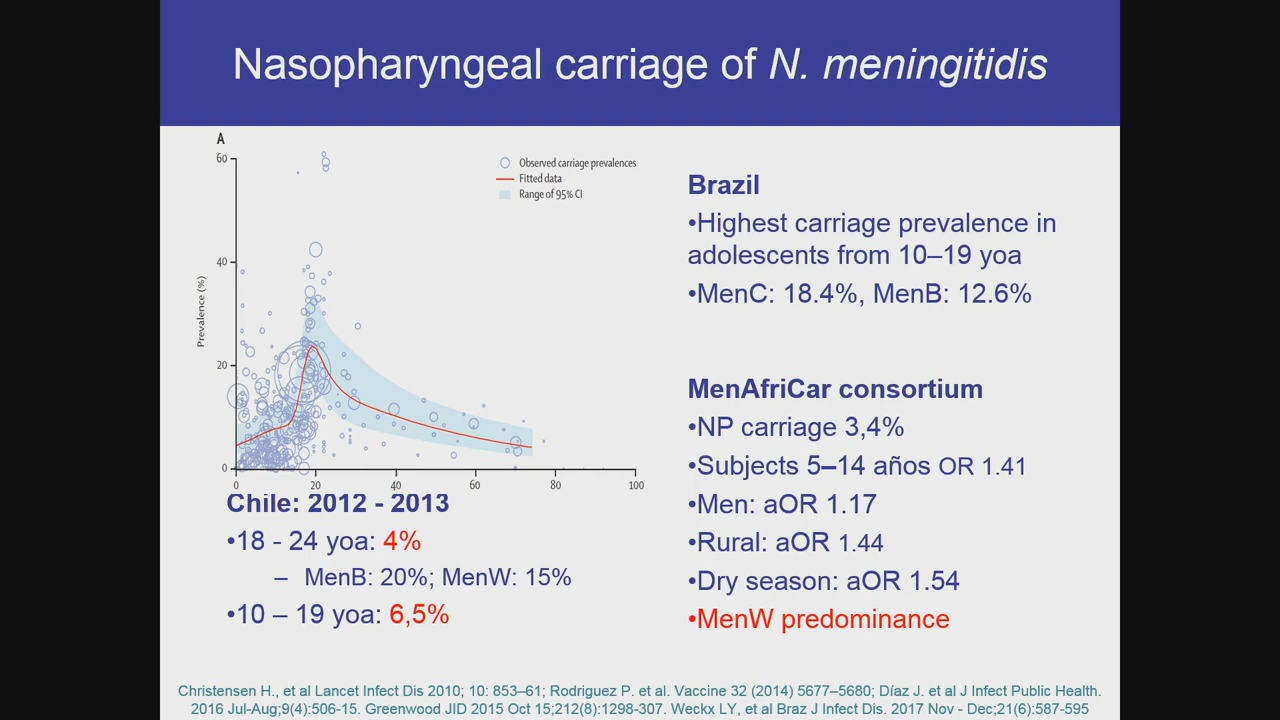 Nasopharyngeal carriage of N. meningitidis
A
Observed carriage prevalences
Fitted data
Range of 95% CI
Prevalence (%)
60
40
20
0
0 20 40 60 80 100
Chile: 2012 - 2013
•18 - 24 yoa: 4%
– MenB: 20%; MenW: 15%
•10 – 19 yoa: 6,5%
Brazil
•Highest carriage prevalence in
adolescents from 10–19 yoa
•MenC: 18.4%, MenB: 12.6%
MenAfriCar consortium
•NP carriage 3,4%
•Subjects 5–14 años OR 1.41
•Men: aOR 1.17
•Rural: aOR 1.44
•Dry season: aOR 1.54
•MenW predominance
Christensen H., et al Lancet Infect Dis 2010; 10: 853–61; Rodriguez P. et al. Vaccine 32 (2014) 5677–5680; Díaz J. et al J Infect Public Health.
2016 Jul-Aug;9(4):506-15. Greenwood JID 2015 Oct 15;212(8):1298-307. Weckx LY, et al Braz J Infect Dis. 2017 Nov - Dec;21(6):587-595